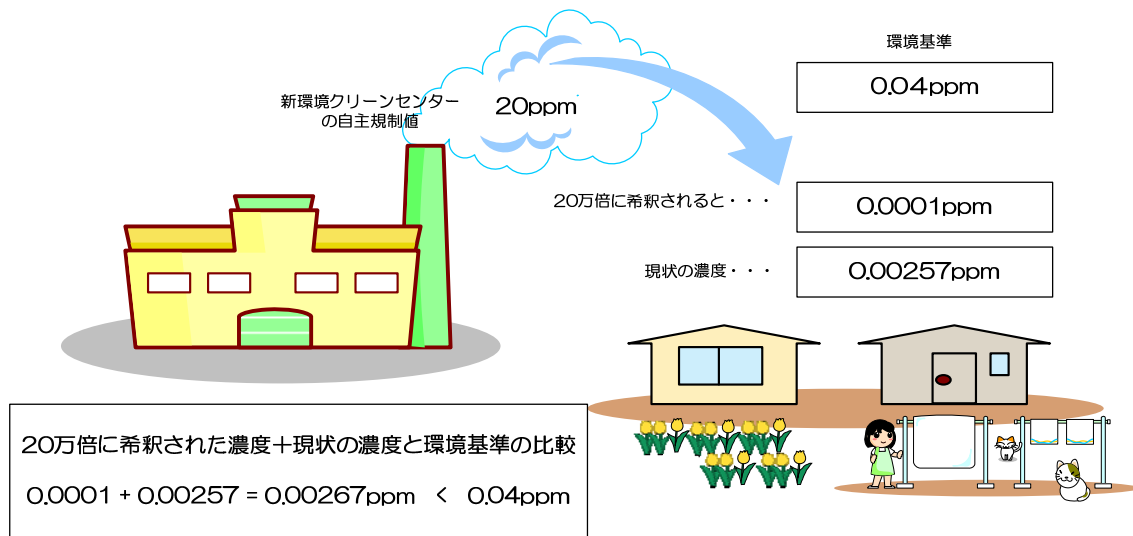 環境基準
0.04ppm
新環境クリーンセンター
の自主規制値
20ppm
20万倍に希釈されると・・・
0.0001ppm
現状の濃度・・・
0.00257ppm
20万倍に希釈された濃度＋現状の濃度と環境基準の比較
0.0001 + 0.00257 = 0.00267ppm < 0.04ppm